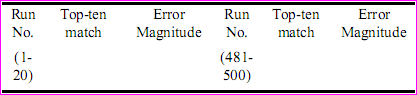 Run Top-ten Error Run Top-ten Error
No. match Magnitude No. match Magnitude
(1- (481-
20) 500)